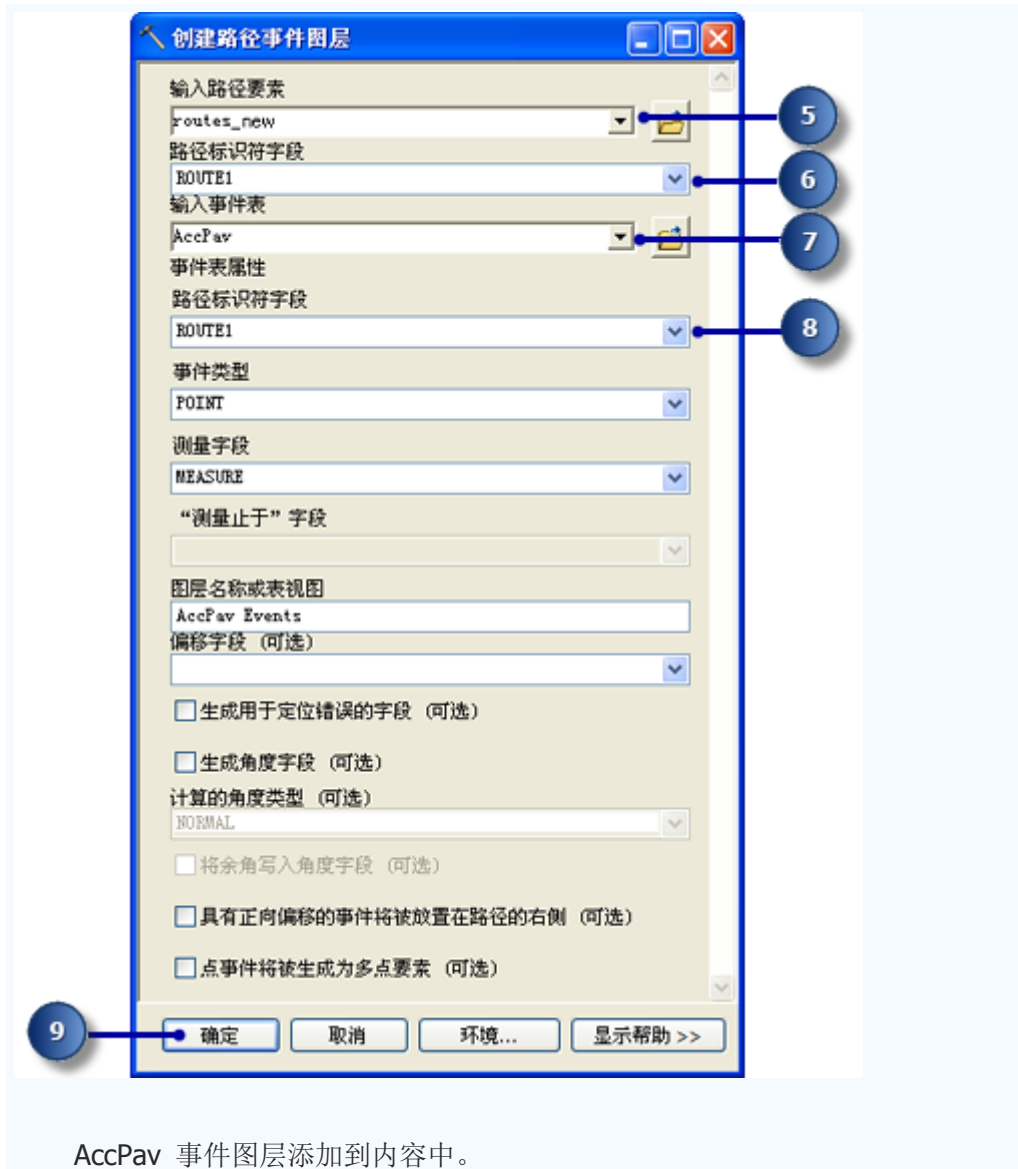 创建路径事件图层
输入路径要素
routes_new
5
路径标识符字段
ROUTE1
6
输入事件表
AccPav
7
事件表属性
路径标识符字段
ROUTE1
8
事件类型
POINT
测量字段
MEASURE
“测量止于”字段
图层名称或表视图
AccPav Events
偏移字段 (可选)
生成用于定位错误的字段 (可选)
生成角度字段 (可选)
计算的角度类型 (可选)
NORMAL
将余角写入角度字段 (可选)
具有正向偏移的事件将被放置在路径的右侧 (可选)
点事件将被生成为多点要素 (可选)
9 确定 取消 环境... 显示帮助 >>
AccPav 事件图层添加到内容中。